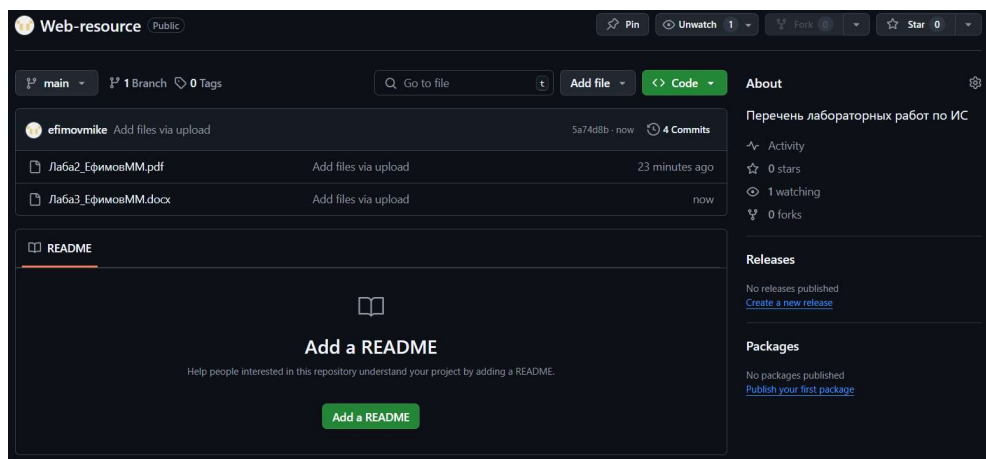 Web-resource Public
Pin
Unwatch 1
Fork 0
Star 0
main
1 Branch
0 Tags
Go to file
t
Add file
<> Code
efimovmike Add files via upload
5a74d8b · now
4 Commits
Лаба2_ЕфимовММ.pdf Add files via upload 23 minutes ago
Лаба3_ЕфимовММ.docx Add files via upload now
README
Add a README
Help people interested in this repository understand your project by adding a README.
Add a README
About
Перечень лабораторных работ по ИС
Activity
0 stars
1 watching
0 forks
Releases
No releases published
Create a new release
Packages
No packages published
Publish your first package